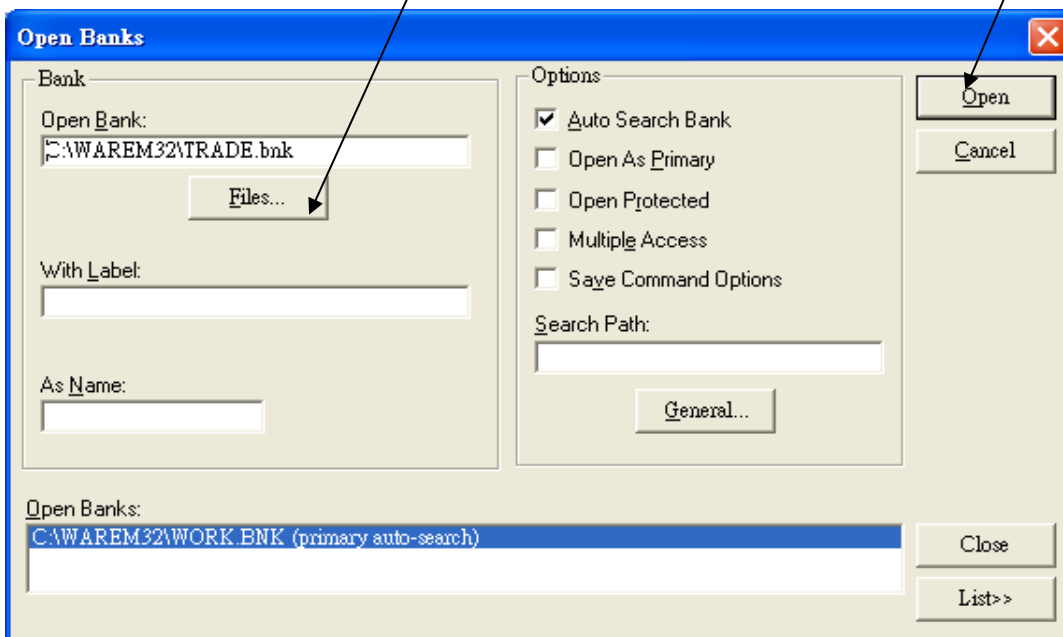 Open Banks
Bank
Open Bank:
C:\WAREM32\TRADE.bnk
Files...
With Label:
As Name:
Options
Auto Search Bank
Open As Primary
Open Protected
Multiple Access
Save Command Options
Search Path:
General...
Open
Cancel
Open Banks:
C:\WAREM32\WORK.BNK (primary auto-search)
Close
List>>